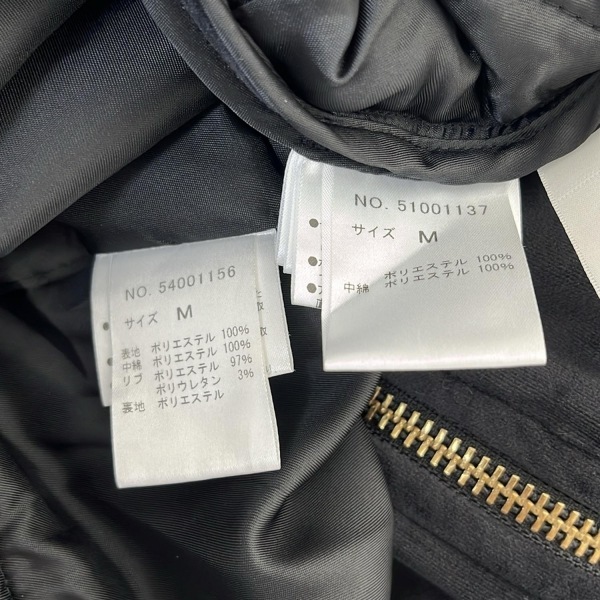 NO. 51001137
サイズ M
ポリエステル 100%
中綿 ポリエステル 100%
NO. 54001156
サイズ M
表地 ポリエステル 100%
中綿 ポリエステル 100%
リブ ポリエステル 97%
ポリウレタン 3%
裏地 ポリエステル